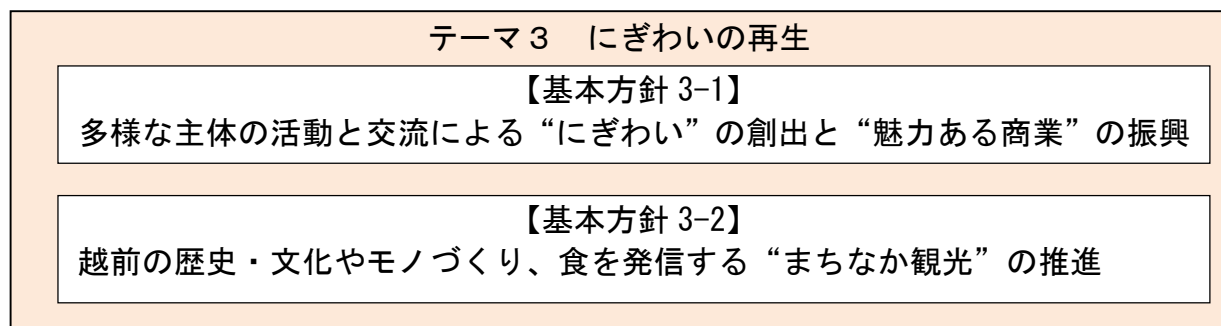 テーマ３　にぎわいの再生
【基本方針 3-1】
多様な主体の活動と交流による“にぎわい”の創出と“魅力ある商業”の振興
【基本方針 3-2】
越前の歴史・文化やモノづくり、食を発信する“まちなか観光”の推進